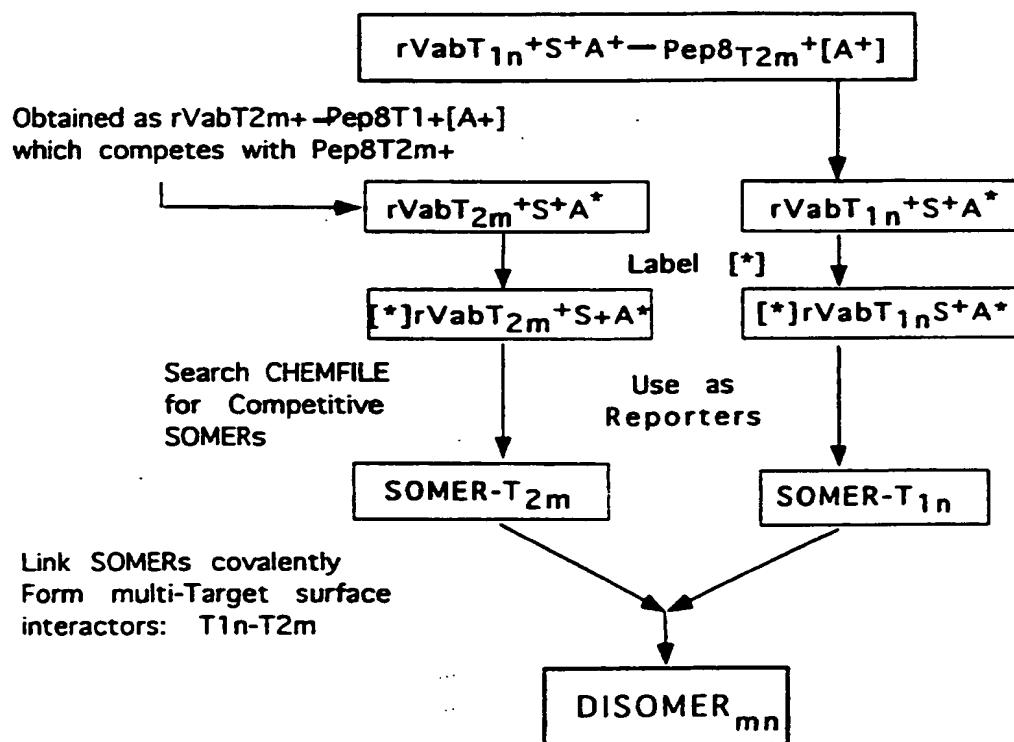 rVabT1n+S+A+ — Pep8T2m+[A+]
Obtained as rVabT2m+ –Pep8T1+[A+]
which competes with Pep8T2m+
rVabT2m+S+A*
rVabT1n+S+A*
Label [*]
[*]rVabT2m+S+A*
[*]rVabT1nS+A*
Search CHEMFILE
for Competitive
SOMERs
Use as
Reporters
SOMER-T2m
SOMER-T1n
Link SOMERs covalently
Form multi-Target surface
interactors: T1n-T2m
DISOMERmn